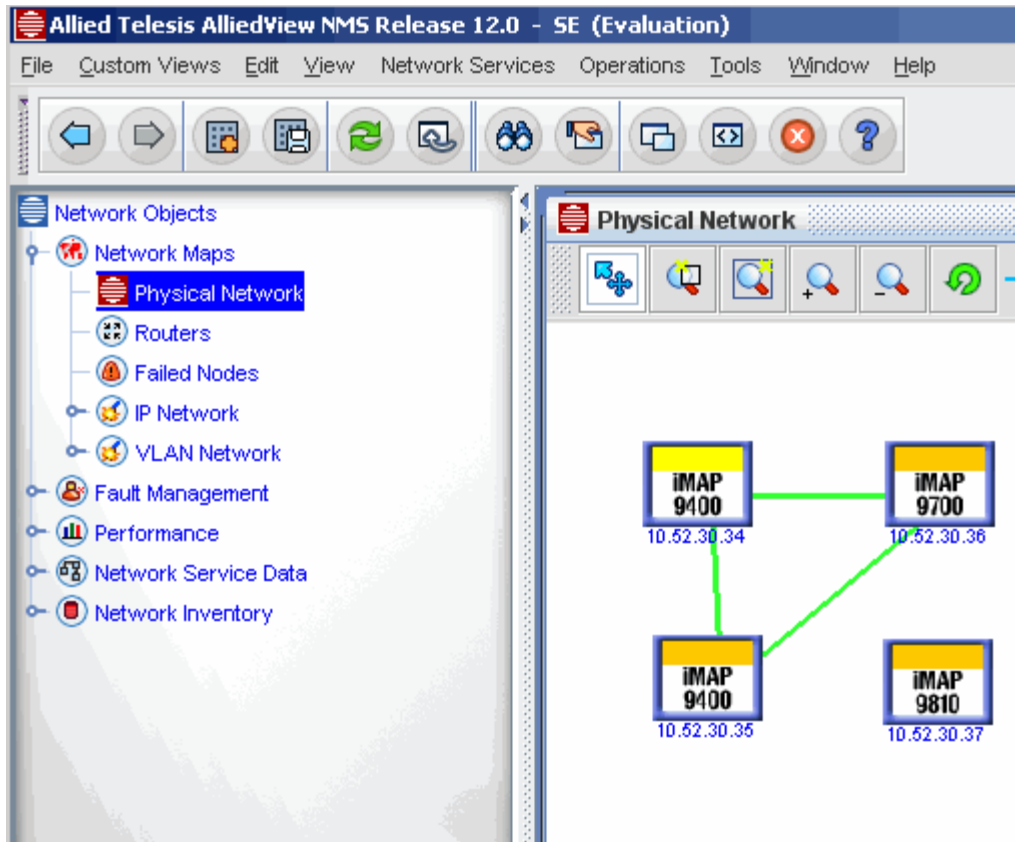 Allied Telesis AlliedView NMS Release 12.0 - SE (Evaluation)
File Custom Views Edit View Network Services Operations Tools Window Help
Network Objects
Network Maps
Physical Network
Routers
Failed Nodes
IP Network
VLAN Network
Fault Management
Performance
Network Service Data
Network Inventory
Physical Network
iMAP
9400
10.52.30.34
iMAP
9700
10.52.30.36
iMAP
9400
10.52.30.35
iMAP
9810
10.52.30.37